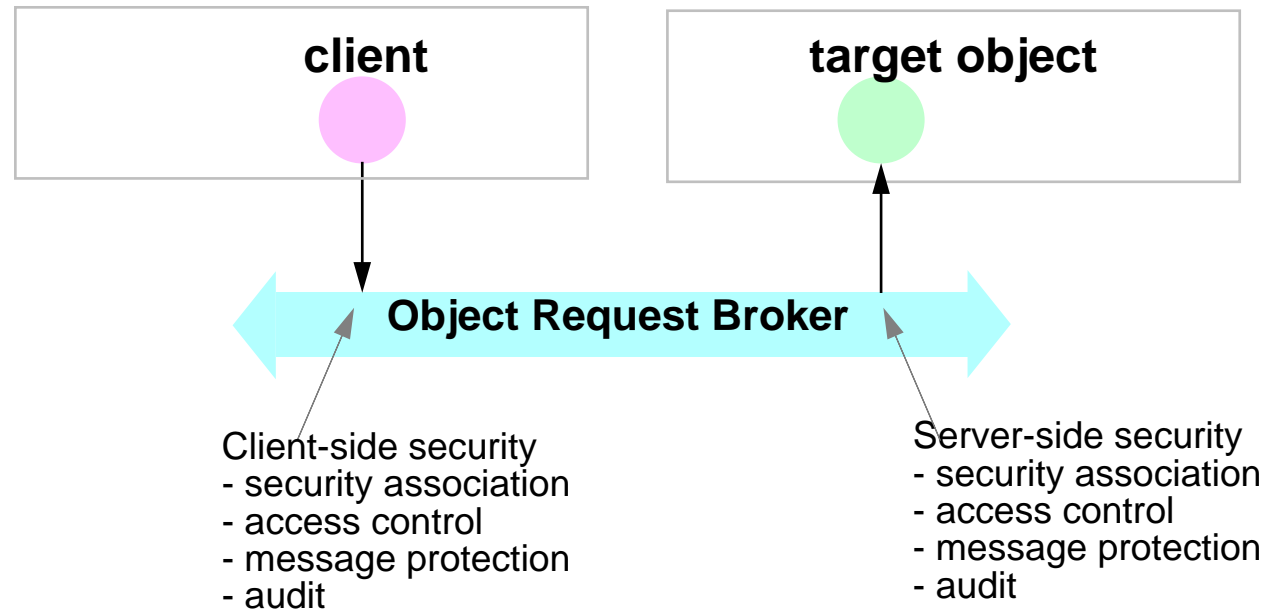 client
target object
Object Request Broker
Client-side security
- security association
- access control
- message protection
- audit
Server-side security
- security association
- access control
- message protection
- audit